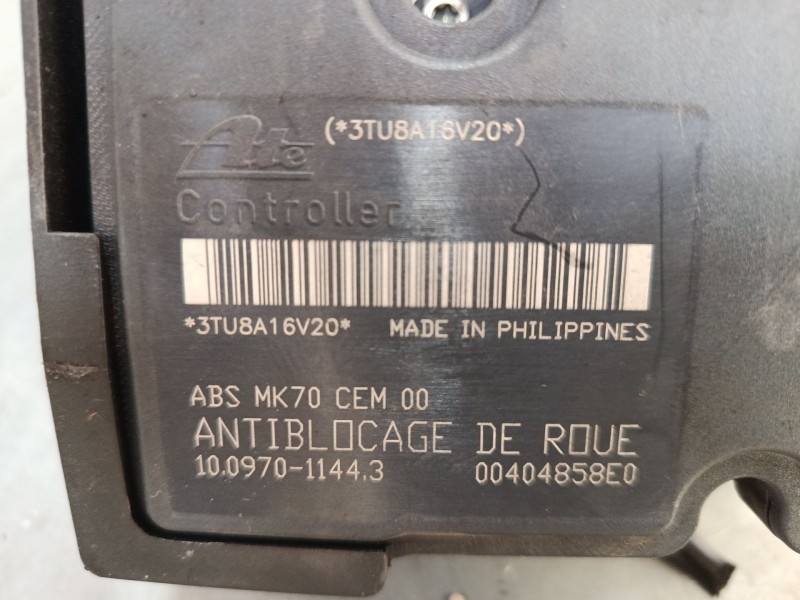 (*3TU8A16V20*)
Ate
Controller
*3TU8A16V20* MADE IN PHILIPPINES
ABS MK70 CEM 00
ANTIBLOCAGE DE ROUE
10.0970-1144.3 00404858E0